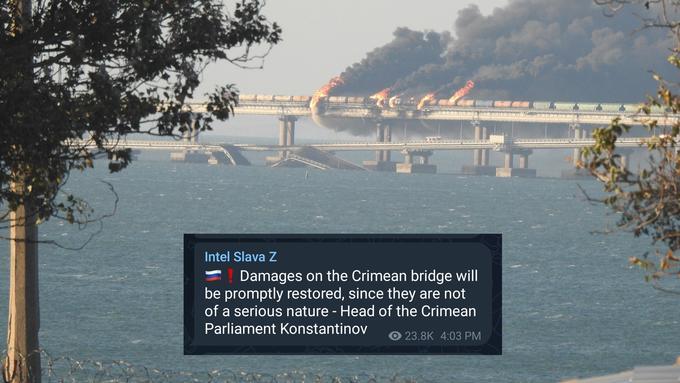 Intel Slava Z
🇷🇺❗Damages on the Crimean bridge will
be promptly restored, since they are not
of a serious nature - Head of the Crimean
Parliament Konstantinov
23.8K 4:03 PM